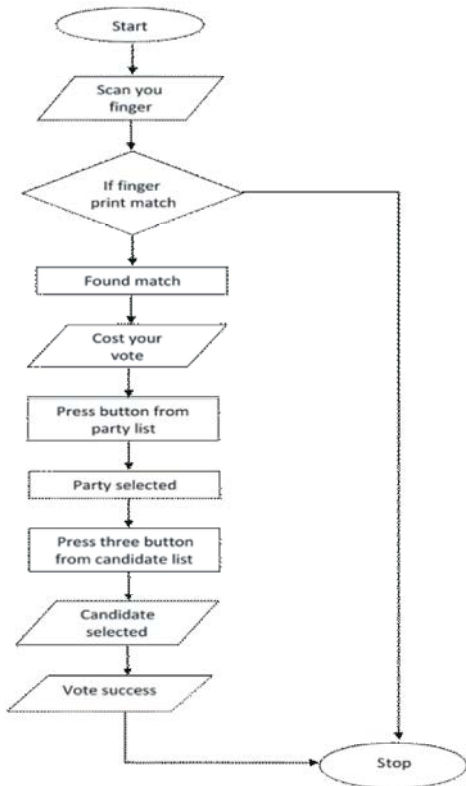 Start
Scan you
finger
If finger
print match
Found match
Cost your
vote
Press button from
party list
Party selected
Press three button
from candidate list
Candidate
selected
Vote success
Stop